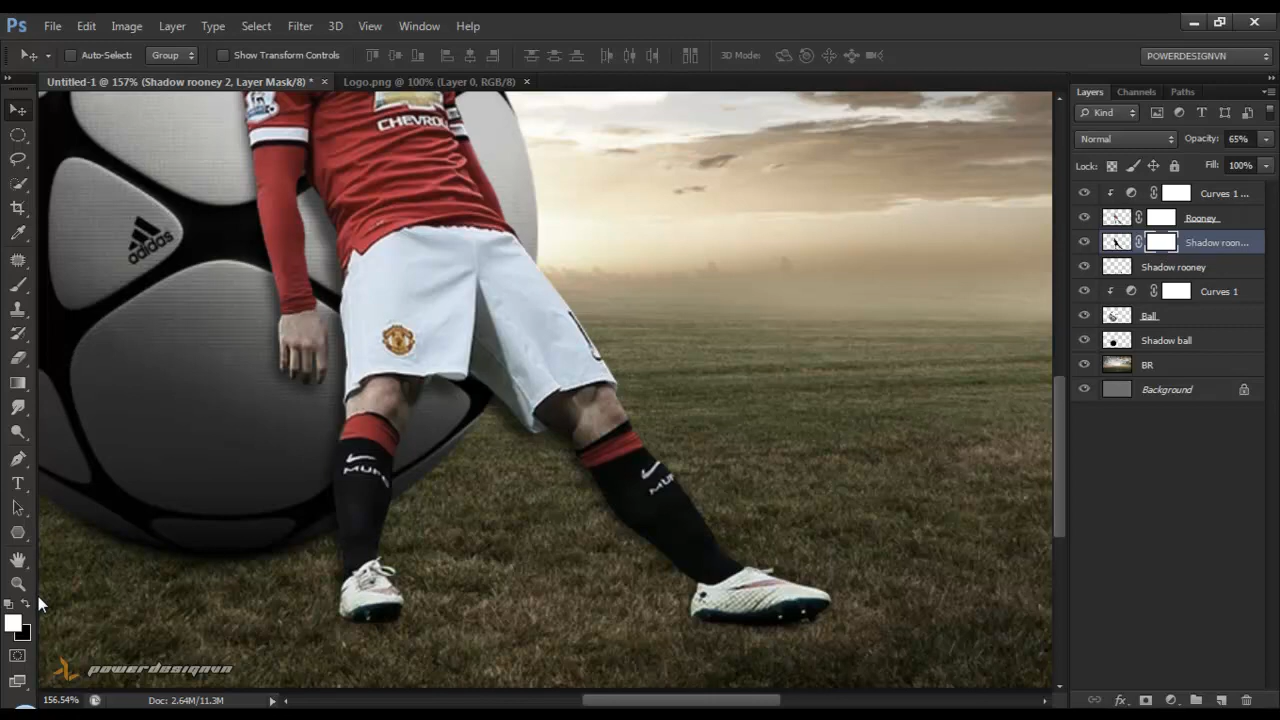 Ps File Edit Image Layer Type Select Filter 3D View Window Help
Auto-Select: Group Show Transform Controls 3D Mode: POWERDESIGNVN
Untitled-1 @ 157% (Shadow rooney 2, Layer Mask/8) * × Logo.png @ 100% (Layer 0, RGB/8) ×
Layers Channels Paths
Kind
Normal Opacity: 65%
Lock: Fill: 100%
Curves 1 ...
Rooney
Shadow roon...
Shadow rooney
Curves 1
Ball
Shadow ball
BR
Background
CHEVROL
adidas
MUFC
MUF
powerdesignvn
156.54% Doc: 2.64M/11.3M
fx